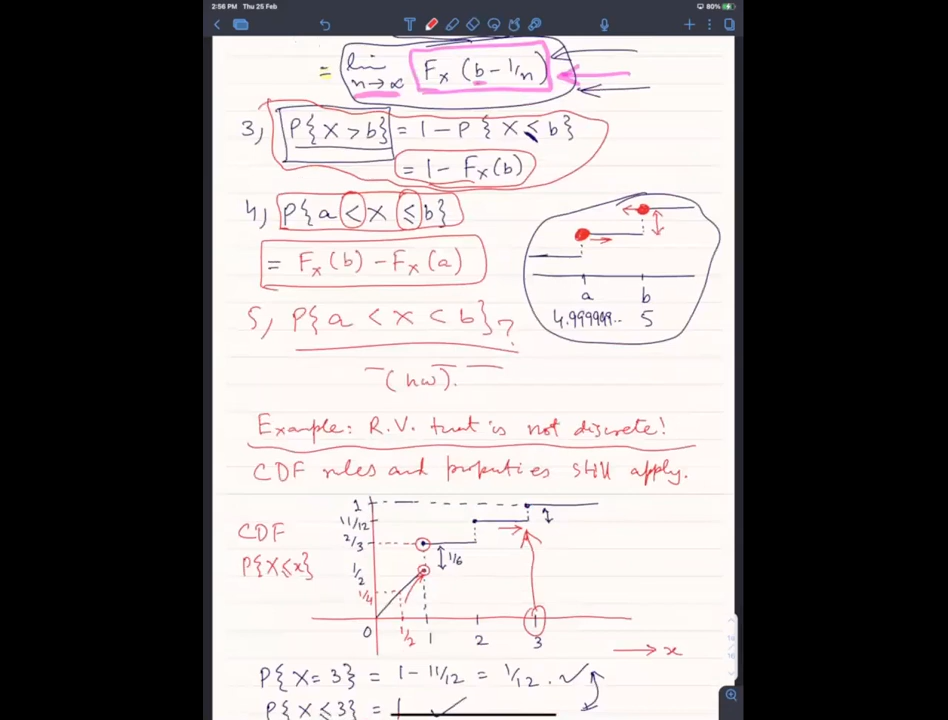 2:56 PM Thu 25 Feb
80%
= lim n→∞ Fx (b - 1/n)
3, P{X > b} = 1 - P{X ≤ b}
= 1 - Fx(b)
4, P{a < X ≤ b}
= Fx(b) - Fx(a)
a b
4.999999.. 5
5, P{a < X < b}?
(hw).
Example: R.V. that is not discrete!
CDF rules and properties still apply.
CDF
P{X≤x}
1
11/12
2/3
1/2
1/4
1/6
0 1/2 1 2 3
→ x
P{X = 3} = 1 - 11/12 = 1/12. ✓
P{X ≤ 3} = 1 ✓